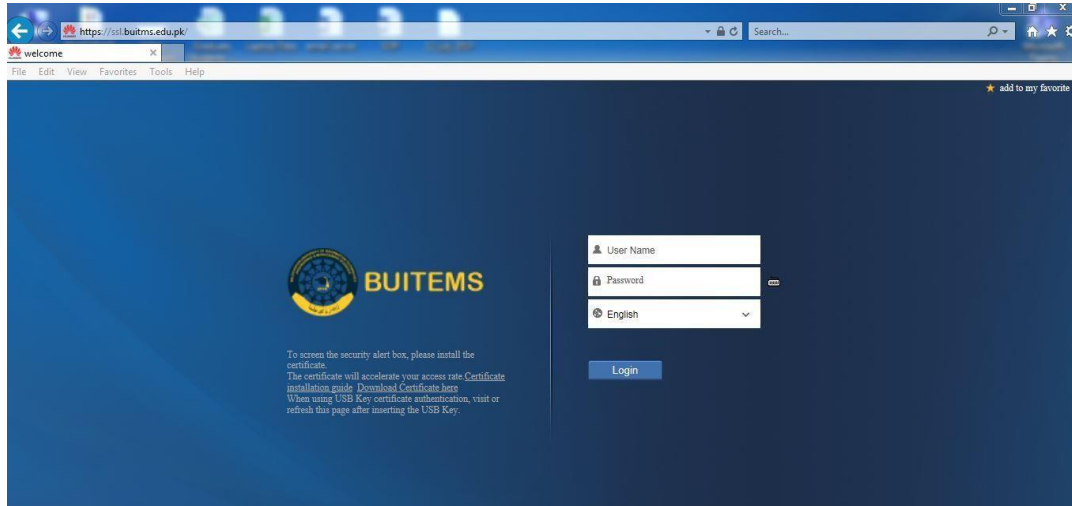 https://ssl.buitms.edu.pk/
Search...
welcome
File Edit View Favorites Tools Help
add to my favorite
User Name
BUITEMS
Password
English
To screen the security alert box, please install the
certificate.
The certificate will accelerate your access rate.Certificate
installation guide Download Certificate here
When using USB Key certificate authentication, visit or
refresh this page after inserting the USB Key.
Login